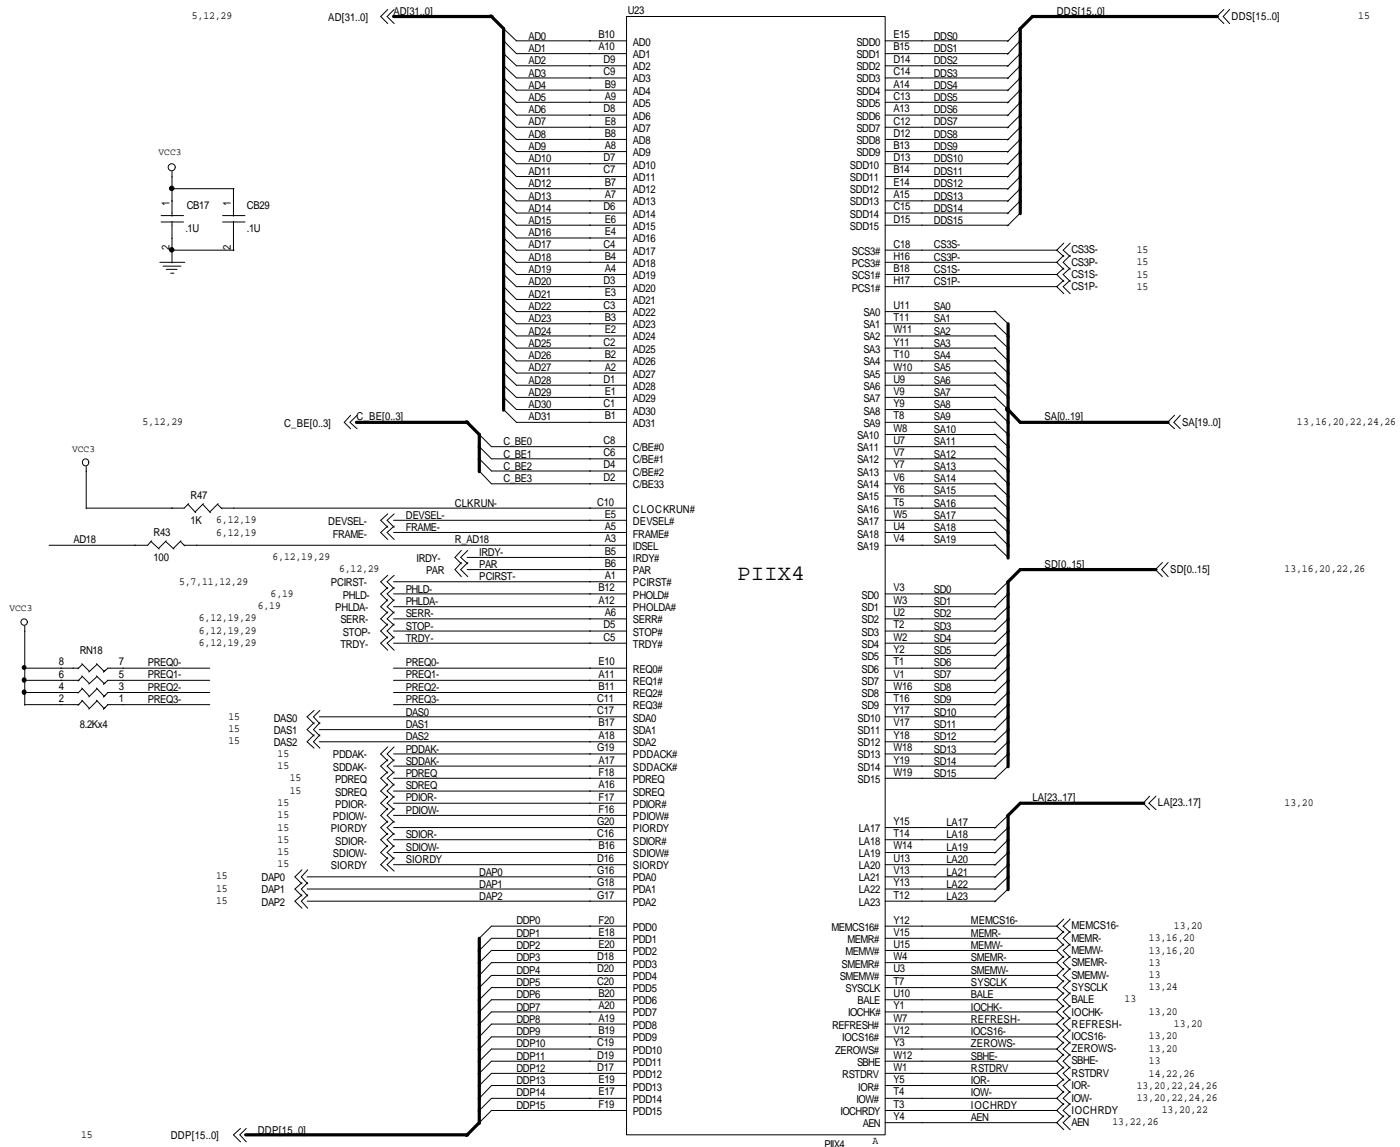 5,12,29 AD[31..0] AD[31..0] U23 DDS[15..0] DDS[15..0] 15
AD0 B10 AD0 SDD0 E15 DDS0
AD1 A10 AD1 SDD1 B15 DDS1
AD2 D9 AD2 SDD2 D14 DDS2
AD3 C9 AD3 SDD3 C14 DDS3
AD4 B9 AD4 SDD4 A14 DDS4
AD5 A9 AD5 SDD5 C13 DDS5
AD6 D8 AD6 SDD6 A13 DDS6
AD7 E8 AD7 SDD7 C12 DDS7
AD8 B8 AD8 SDD8 D12 DDS8
AD9 A8 AD9 SDD9 B13 DDS9
AD10 D7 AD10 SDD10 D13 DDS10
AD11 C7 AD11 SDD11 B14 DDS11
AD12 B7 AD12 SDD12 E14 DDS12
AD13 A7 AD13 SDD13 A15 DDS13
AD14 D6 AD14 SDD14 C15 DDS14
AD15 E6 AD15 SDD15 D15 DDS15
VCC3
1 CB17 1 CB29
.1U .1U
2 2
AD16 E4 AD16
AD17 C4 AD17 SCS3# C18 CS3S- CS3S- 15
AD18 B4 AD18 PCS3# H16 CS3P- CS3P- 15
AD19 A4 AD19 SCS1# B18 CS1S- CS1S- 15
AD20 D3 AD20 PCS1# H17 CS1P- CS1P- 15
AD21 E3 AD21
AD22 C3 AD22 SA0 U11 SA0
AD23 B3 AD23 SA1 T11 SA1
AD24 E2 AD24 SA2 W11 SA2
AD25 C2 AD25 SA3 Y11 SA3
AD26 B2 AD26 SA4 T10 SA4
AD27 A2 AD27 SA5 W10 SA5
AD28 D1 AD28 SA6 U9 SA6
AD29 E1 AD29 SA7 V9 SA7
AD30 C1 AD30 SA8 Y9 SA8
AD31 B1 AD31 SA9 T8 SA9
5,12,29 C_BE[0..3] C_BE[0..3] SA[0..19] SA[19..0] 13,16,20,22,24,26
SA10 W8 SA10
C_BE0 C8 C/BE#0 SA11 U7 SA11
C_BE1 C6 C/BE#1 SA12 V7 SA12
C_BE2 D4 C/BE#2 SA13 Y7 SA13
C_BE3 D2 C/BE33 SA14 V6 SA14
SA15 Y6 SA15
VCC3
R47
1K CLKRUN- C10 CLOCKRUN# SA16 T5 SA16
6,12,19 DEVSEL- DEVSEL- E5 DEVSEL# SA17 W5 SA17
6,12,19 FRAME- FRAME- A5 FRAME# SA18 U4 SA18
AD18 R43 100 R_AD18 A3 IDSEL SA19 V4 SA19
6,12,19,29 IRDY- IRDY- B5 IRDY#
6,12,29 PAR PAR B6 PAR SD[0..15] SD[0..15] 13,16,20,22,26
PIIX4
5,7,11,12,29 PCIRST- PCIRST- A1 PCIRST#
6,19 PHLD- PHLD- B12 PHOLD# SD0 V3 SD0
6,19 PHLDA- PHLDA- A12 PHOLDA# SD1 W3 SD1
6,12,19,29 SERR- SERR- A6 SERR# SD2 U2 SD2
6,12,19,29 STOP- STOP- D5 STOP# SD3 T2 SD3
6,12,19,29 TRDY- TRDY- C5 TRDY# SD4 W2 SD4
SD5 Y2 SD5
VCC3
RN18
8 7 PREQ0- PREQ0- E10 REQ0# SD6 T1 SD6
6 5 PREQ1- PREQ1- A11 REQ1# SD7 V1 SD7
4 3 PREQ2- PREQ2- B11 REQ2# SD8 W16 SD8
2 1 PREQ3- PREQ3- C11 REQ3# SD9 T16 SD9
8.2Kx4
15 DAS0 DAS0 C17 SDA0 SD10 Y17 SD10
15 DAS1 DAS1 B17 SDA1 SD11 V17 SD11
15 DAS2 DAS2 A18 SDA2 SD12 Y18 SD12
15 PDDAK- PDDAK- G19 PDDACK# SD13 W18 SD13
15 SDDAK- SDDAK- A17 SDDACK# SD14 Y19 SD14
15 PDREQ PDREQ F18 PDREQ SD15 W19 SD15
15 SDREQ SDREQ A16 SDREQ
15 PDIOR- PDIOR- F17 PDIOR# LA[23..17] LA[23..17] 13,20
15 PDIOW- PDIOW- F16 PDIOW#
15 PIORDY G20 PIORDY LA17 Y15 LA17
15 SDIOR- SDIOR- C16 SDIOR# LA18 T14 LA18
15 SDIOW- SDIOW- B16 SDIOW# LA19 W14 LA19
15 SIORDY SIORDY D16 SIORDY LA20 U13 LA20
15 DAP0 DAP0 G16 PDA0 LA21 V13 LA21
15 DAP1 DAP1 G18 PDA1 LA22 Y13 LA22
15 DAP2 DAP2 G17 PDA2 LA23 T12 LA23
DDP0 F20 PDD0 MEMCS16# Y12 MEMCS16- MEMCS16- 13,20
DDP1 E18 PDD1 MEMR# V15 MEMR- MEMR- 13,16,20
DDP2 E20 PDD2 MEMW# U15 MEMW- MEMW- 13,16,20
DDP3 D18 PDD3 SMEMR# W4 SMEMR- SMEMR- 13
DDP4 D20 PDD4 SMEMW# U3 SMEMW- SMEMW- 13
DDP5 C20 PDD5 SYSCLK T7 SYSCLK SYSCLK 13,24
DDP6 B20 PDD6 BALE U10 BALE BALE 13
DDP7 A20 PDD7 IOCHK# Y1 IOCHK- IOCHK- 13,20
DDP8 A19 PDD8 REFRESH# W7 REFRESH- REFRESH- 13,20
DDP9 B19 PDD9 IOCS16# V12 IOCS16- IOCS16- 13,20
DDP10 C19 PDD10 ZEROWS# Y3 ZEROWS- ZEROWS- 13,20
DDP11 D19 PDD11 SBHE W12 SBHE- SBHE- 13
DDP12 D17 PDD12 RSTDRV W1 RSTDRV RSTDRV 14,22,26
DDP13 E19 PDD13 IOR# Y5 IOR- IOR- 13,20,22,24,26
DDP14 E17 PDD14 IOW# T4 IOW- IOW- 13,20,22,24,26
DDP15 F19 PDD15 IOCHRDY T3 IOCHRDY IOCHRDY 13,20,22
AEN Y4 AEN AEN 13,22,26
15 DDP[15..0] DDP[15..0]
PIIX4 A